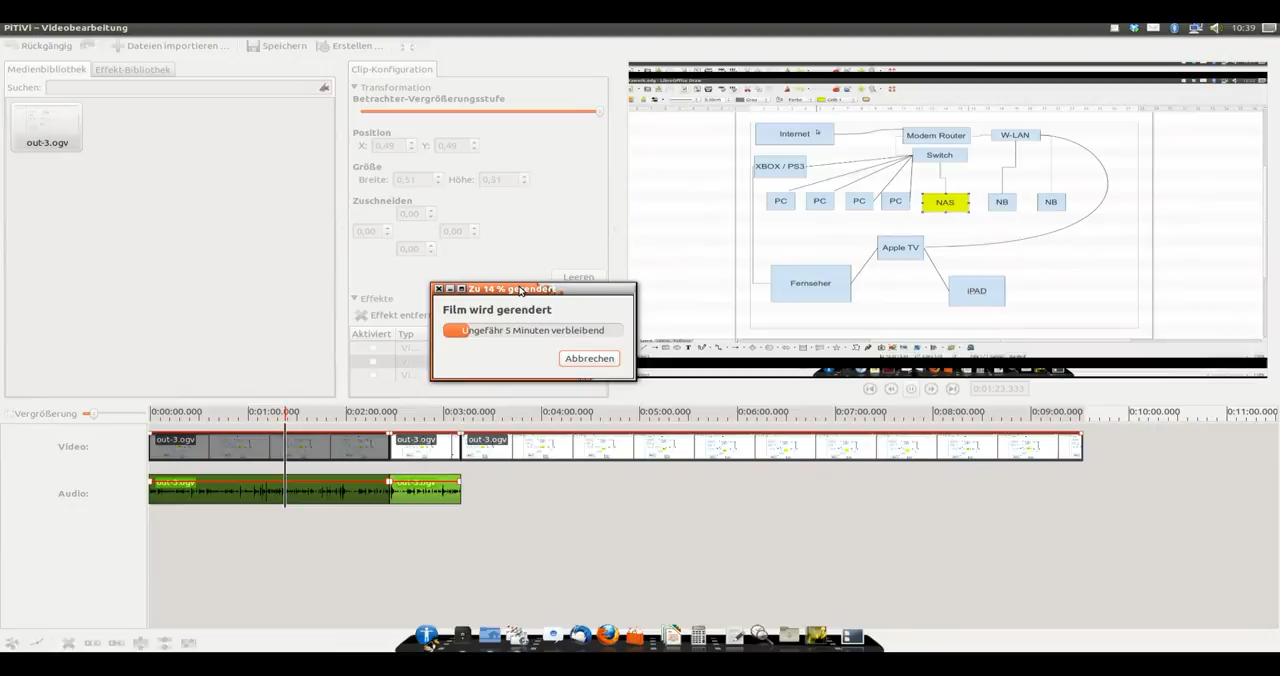 PiTiVi – Videobearbeitung
10:39
Rückgängig
Dateien importieren ...
Speichern
Erstellen ...
Medienbibliothek
Effekt-Bibliothek
Suchen:
out-3.ogv
Clip-Konfiguration
Transformation
Betrachter-Vergrößerungsstufe
Position
X: 0,49 Y: 0,49
Größe
Breite: 0,51 Höhe: 0,51
Zuschneiden
0,00
0,00 0,00
0,00
Leeren
Effekte
Effekt entfer
Aktiviert Typ
Vi...
Vi...
Vi...
Zu 14 % gerendert
Film wird gerendert
Ungefähr 5 Minuten verbleibend
Abbrechen
Internet
Modem Router
W-LAN
XBOX / PS3
Switch
PC
PC
PC
PC
NAS
NB
NB
Apple TV
Fernseher
iPAD
0:01:23.333
Vergrößerung
0:00:00.000
0:01:00.000
0:02:00.000
0:03:00.000
0:04:00.000
0:05:00.000
0:06:00.000
0:07:00.000
0:08:00.000
0:09:00.000
0:10:00.000
0:11:00.000
Video:
out-3.ogv
out-3.ogv
out-3.ogv
Audio:
out-3.ogv
out-3.ogv